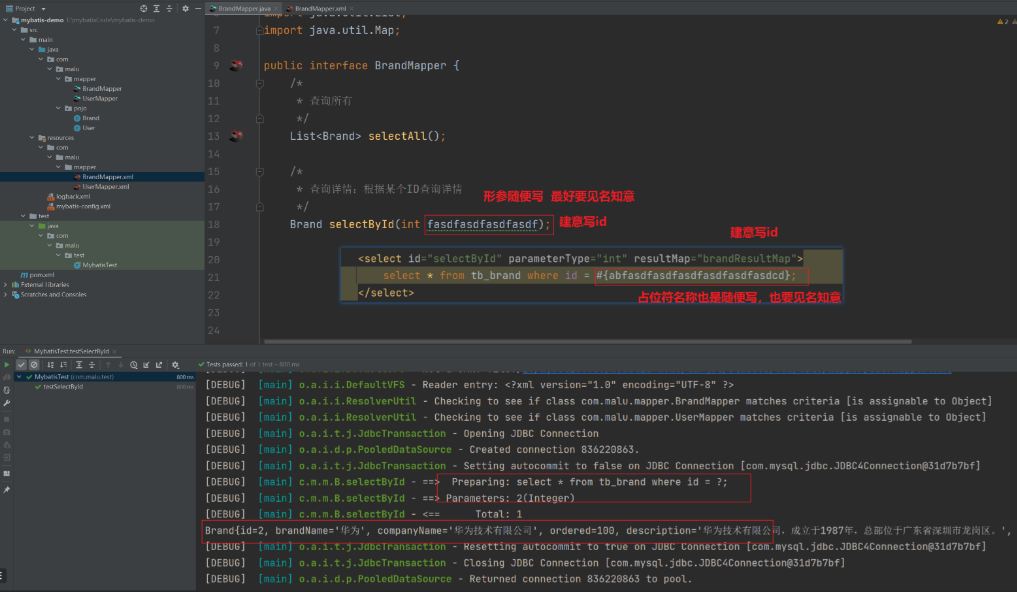 Project
BrandMapper.java
BrandMapper.xml
mybatis-demo E:\mybatisCode\mybatis-demo
src
main
java
com
malu
mapper
BrandMapper
UserMapper
pojo
Brand
User
resources
com
malu
mapper
BrandMapper.xml
UserMapper.xml
logback.xml
mybatis-config.xml
test
java
com
malu
test
MybatisTest
pom.xml
External Libraries
Scratches and Consoles
2
7 import java.util.Map;
8
9 public interface BrandMapper {
10 /*
11 * 查询所有
12 */
13 List<Brand> selectAll();
14
15 /*
16 * 查询详情：根据某个ID查询详情
形参随便写 最好要见名知意
17 */
18 Brand selectById(int fasdfasdfasdfasdf);
建意写id
19
建意写id
20 <select id="selectById" parameterType="int" resultMap="brandResultMap">
21 select * from tb_brand where id = #{abfasdfasdfasdfasdfasdfasdcd};
22 </select>
占位符名称也是随便写，也要见名知意
23
24
Run: MybatisTest.testSelectById
Tests passed: 1 of 1 test – 800 ms
MybatisTest (com.malu.test) 800 ms
testSelectById 800 ms
[DEBUG] [main] o.a.i.i.DefaultVFS - Reader entry: <?xml version="1.0" encoding="UTF-8" ?>
[DEBUG] [main] o.a.i.i.ResolverUtil - Checking to see if class com.malu.mapper.BrandMapper matches criteria [is assignable to Object]
[DEBUG] [main] o.a.i.i.ResolverUtil - Checking to see if class com.malu.mapper.UserMapper matches criteria [is assignable to Object]
[DEBUG] [main] o.a.i.t.j.JdbcTransaction - Opening JDBC Connection
[DEBUG] [main] o.a.i.d.p.PooledDataSource - Created connection 836220863.
[DEBUG] [main] o.a.i.t.j.JdbcTransaction - Setting autocommit to false on JDBC Connection [com.mysql.jdbc.JDBC4Connection@31d7b7bf]
[DEBUG] [main] c.m.m.B.selectById - ==> Preparing: select * from tb_brand where id = ?;
[DEBUG] [main] c.m.m.B.selectById - ==> Parameters: 2(Integer)
[DEBUG] [main] c.m.m.B.selectById - <== Total: 1
Brand{id=2, brandName='华为', companyName='华为技术有限公司', ordered=100, description='华为技术有限公司，成立于1987年，总部位于广东省深圳市龙岗区。',
[DEBUG] [main] o.a.i.t.j.JdbcTransaction - Resetting autocommit to true on JDBC Connection [com.mysql.jdbc.JDBC4Connection@31d7b7bf]
[DEBUG] [main] o.a.i.t.j.JdbcTransaction - Closing JDBC Connection [com.mysql.jdbc.JDBC4Connection@31d7b7bf]
[DEBUG] [main] o.a.i.d.p.PooledDataSource - Returned connection 836220863 to pool.